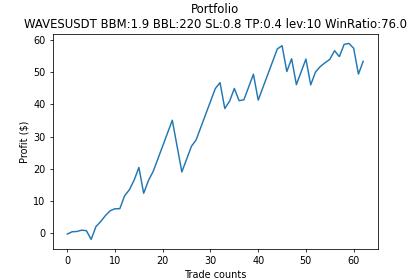 Portfolio
WAVESUSDT BBM:1.9 BBL:220 SL:0.8 TP:0.4 lev:10 WinRatio:76.0
60
50
40
30
20
10
0
Profit ($)
0 10 20 30 40 50 60
Trade counts